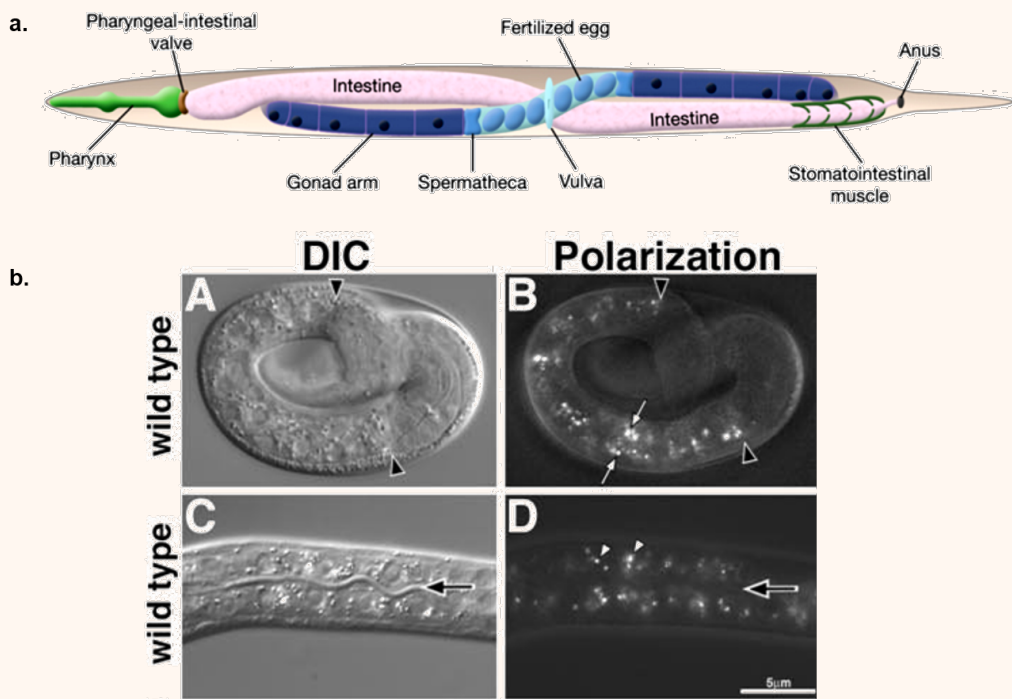 a.
Pharyngeal-intestinal
valve
Fertilized egg
Anus
Intestine
Intestine
Pharynx
Gonad arm
Spermatheca
Vulva
Stomatointestinal
muscle
b.
DIC
Polarization
wild type
A
B
wild type
C
D
5µm